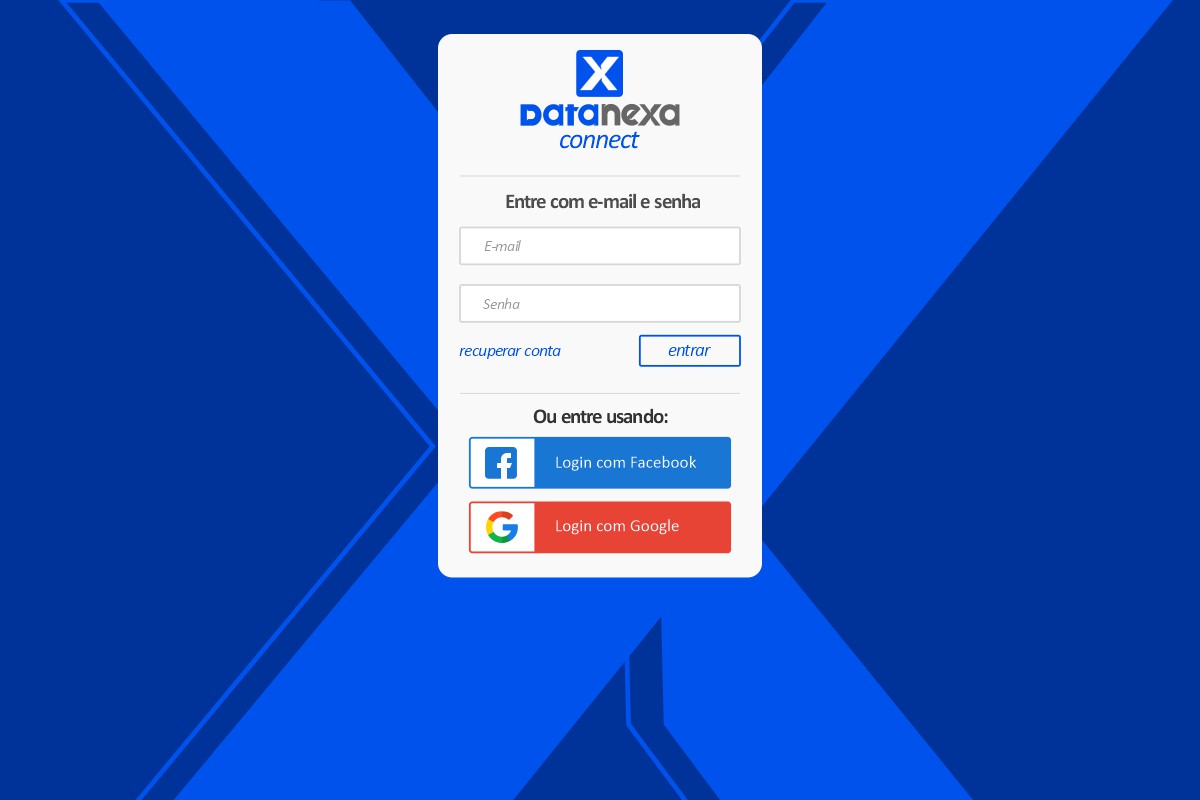 X
Datanexa
connect
Entre com e-mail e senha
E-mail
Senha
recuperar conta
entrar
Ou entre usando:
Login com Facebook
Login com Google